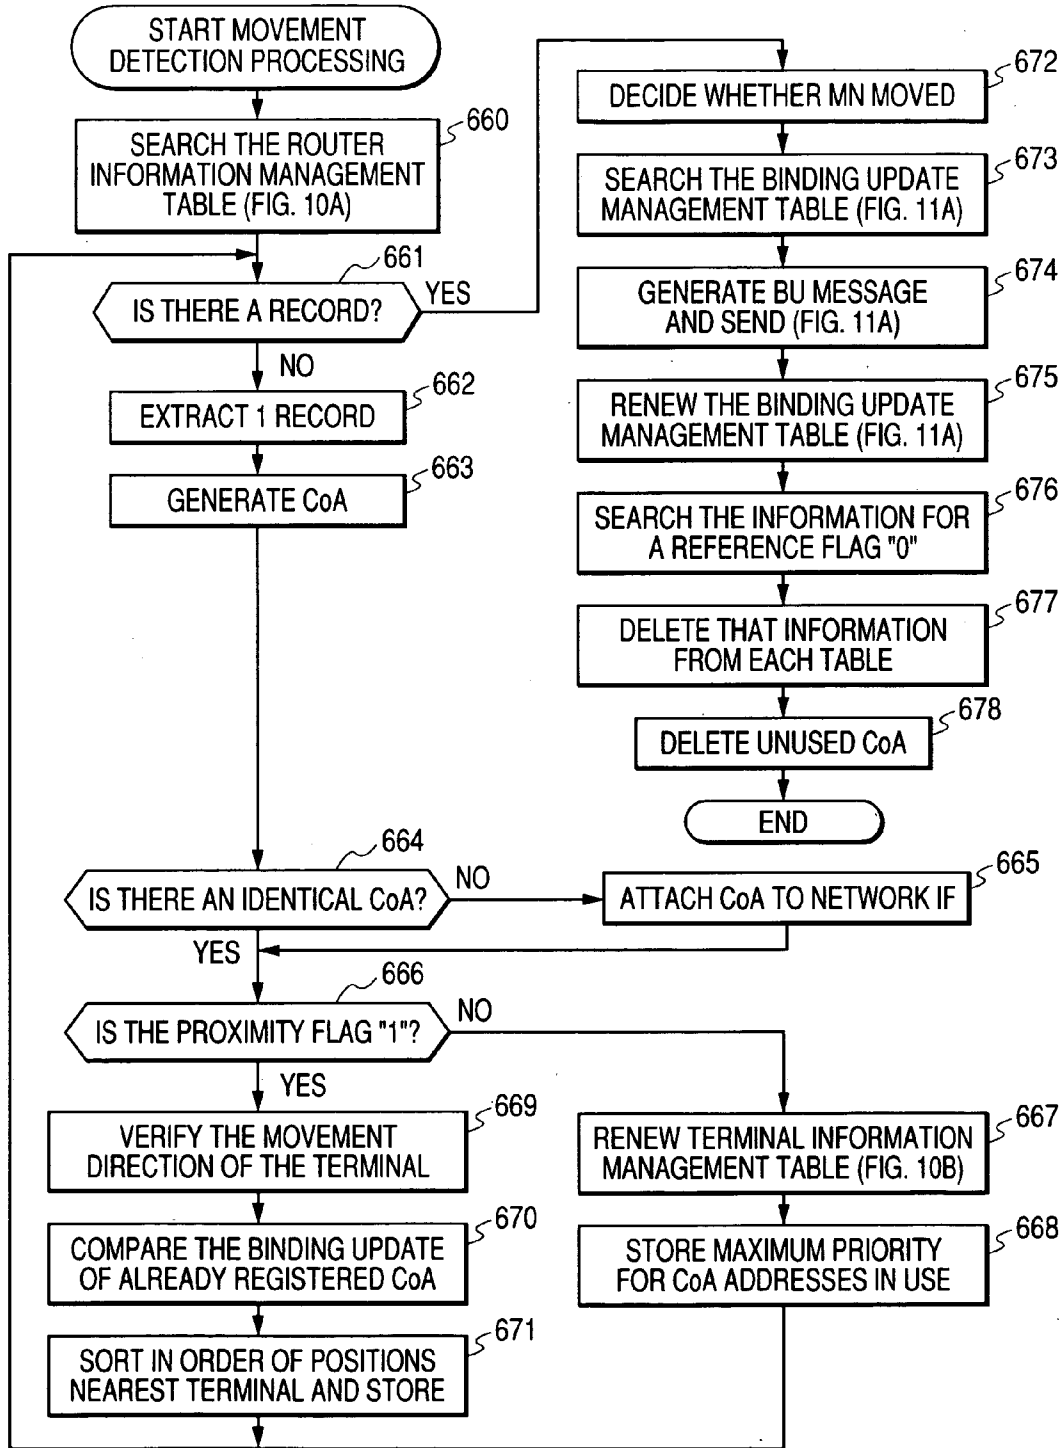 START MOVEMENT
DETECTION PROCESSING
660
SEARCH THE ROUTER
INFORMATION MANAGEMENT
TABLE (FIG. 10A)
661
IS THERE A RECORD?
YES
NO
662
EXTRACT 1 RECORD
663
GENERATE CoA
672
DECIDE WHETHER MN MOVED
673
SEARCH THE BINDING UPDATE
MANAGEMENT TABLE (FIG. 11A)
674
GENERATE BU MESSAGE
AND SEND (FIG. 11A)
675
RENEW THE BINDING UPDATE
MANAGEMENT TABLE (FIG. 11A)
676
SEARCH THE INFORMATION FOR
A REFERENCE FLAG "0"
677
DELETE THAT INFORMATION
FROM EACH TABLE
678
DELETE UNUSED CoA
END
664
IS THERE AN IDENTICAL CoA?
NO
665
ATTACH CoA TO NETWORK IF
YES
666
IS THE PROXIMITY FLAG "1"?
NO
YES
669
VERIFY THE MOVEMENT
DIRECTION OF THE TERMINAL
670
COMPARE THE BINDING UPDATE
OF ALREADY REGISTERED CoA
671
SORT IN ORDER OF POSITIONS
NEAREST TERMINAL AND STORE
667
RENEW TERMINAL INFORMATION
MANAGEMENT TABLE (FIG. 10B)
668
STORE MAXIMUM PRIORITY
FOR CoA ADDRESSES IN USE